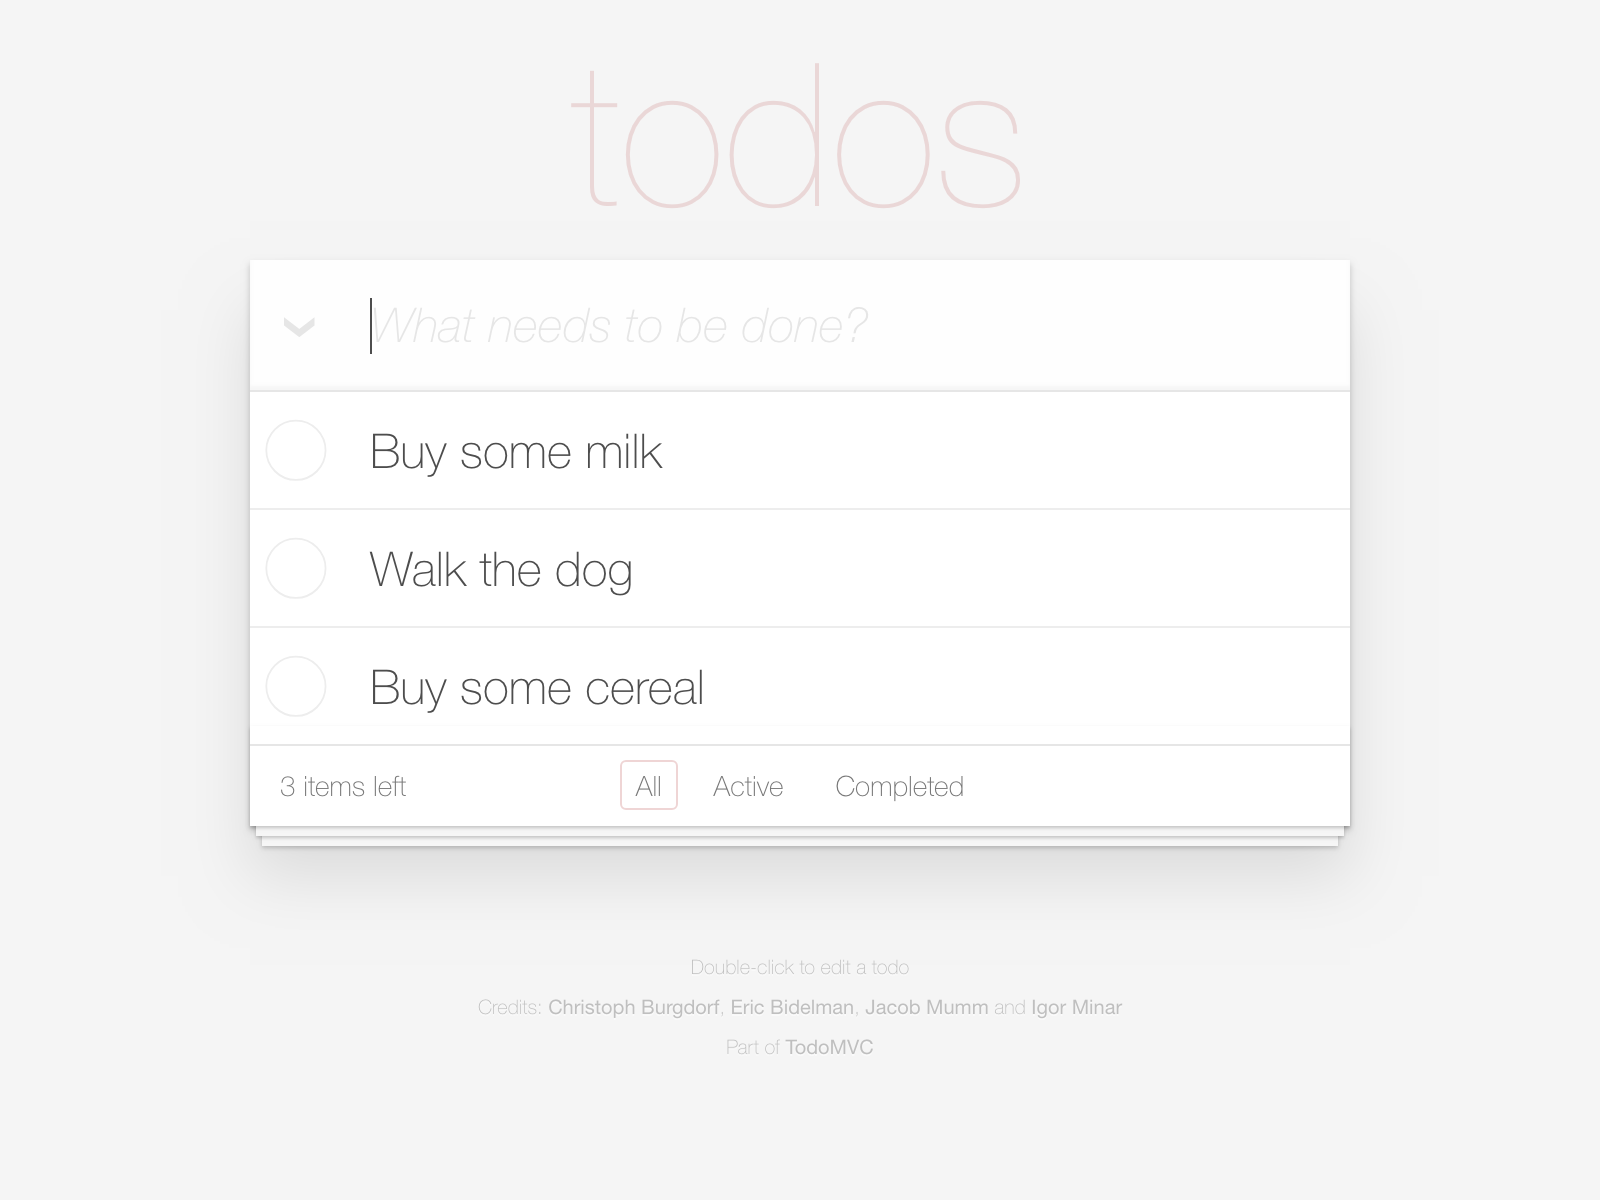 todos
What needs to be done?
Buy some milk
Walk the dog
Buy some cereal
3 items left All Active Completed
Double-click to edit a todo
Credits: Christoph Burgdorf, Eric Bidelman, Jacob Mumm and Igor Minar
Part of TodoMVC